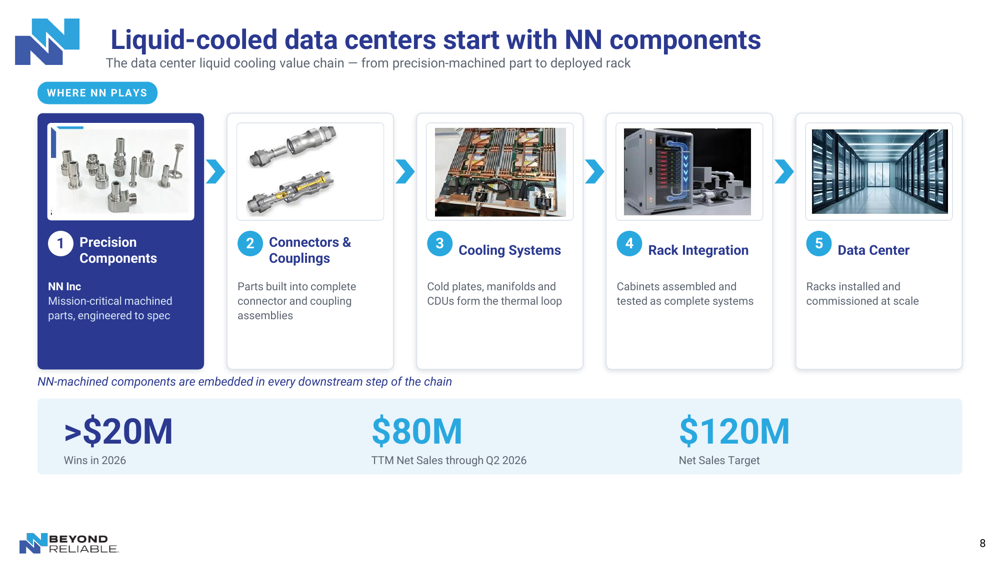 Liquid-cooled data centers start with NN components
The data center liquid cooling value chain — from precision-machined part to deployed rack
WHERE NN PLAYS
1
Precision
Components
NN Inc
Mission-critical machined
parts, engineered to spec
2
Connectors &
Couplings
Parts built into complete
connector and coupling
assemblies
3
Cooling Systems
Cold plates, manifolds and
CDUs form the thermal loop
4
Rack Integration
Cabinets assembled and
tested as complete systems
5
Data Center
Racks installed and
commissioned at scale
NN-machined components are embedded in every downstream step of the chain
>$20M
Wins in 2026
$80M
TTM Net Sales through Q2 2026
$120M
Net Sales Target
NN BEYOND
RELIABLE
8